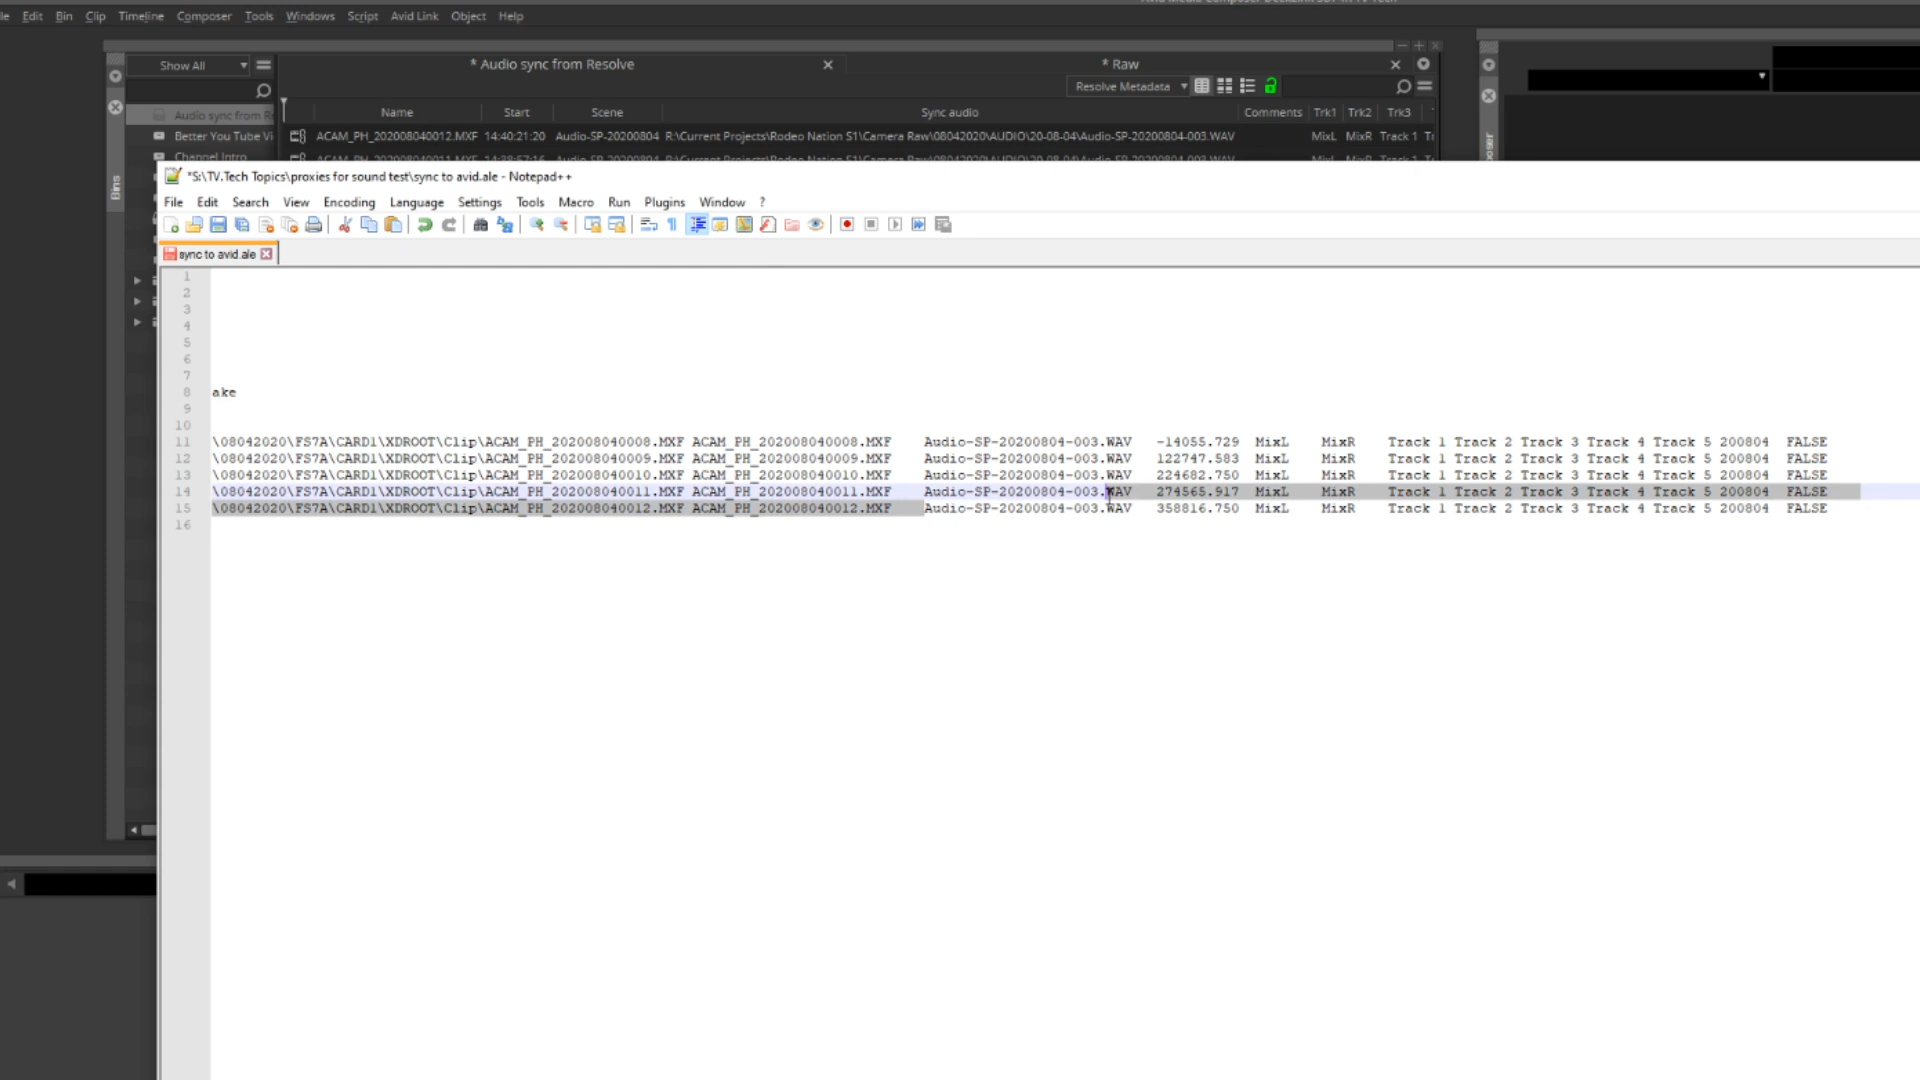 Edit Bin Clip Timeline Composer Tools Windows Script Avid Link Object Help
Show All
* Audio sync from Resolve
* Raw
Resolve Metadata
Name Start Scene Sync audio Comments Trk1 Trk2 Trk3
Audio sync from R
ACAM_PH_202008040012.MXF 14:40:21:20 Audio-SP-20200804 R:\Current Projects\Rodeo Nation S1\Camera Raw\08042020\AUDIO\20-08-04\Audio-SP-20200804-003.WAV MixL MixR Track 1
Better You Tube Vi
Channel Intro
Bins
*S:\TV.Tech Topics\proxies for sound test\sync to avid.ale - Notepad++
File Edit Search View Encoding Language Settings Tools Macro Run Plugins Window ?
sync to avid.ale
1
2
3
4
5
6
7
8 ake
9
10
11 \08042020\FS7A\CARD1\XDROOT\Clip\ACAM_PH_202008040008.MXF ACAM_PH_202008040008.MXF Audio-SP-20200804-003.WAV -14055.729 MixL MixR Track 1 Track 2 Track 3 Track 4 Track 5 200804 FALSE
12 \08042020\FS7A\CARD1\XDROOT\Clip\ACAM_PH_202008040009.MXF ACAM_PH_202008040009.MXF Audio-SP-20200804-003.WAV 122747.583 MixL MixR Track 1 Track 2 Track 3 Track 4 Track 5 200804 FALSE
13 \08042020\FS7A\CARD1\XDROOT\Clip\ACAM_PH_202008040010.MXF ACAM_PH_202008040010.MXF Audio-SP-20200804-003.WAV 224682.750 MixL MixR Track 1 Track 2 Track 3 Track 4 Track 5 200804 FALSE
14 \08042020\FS7A\CARD1\XDROOT\Clip\ACAM_PH_202008040011.MXF ACAM_PH_202008040011.MXF Audio-SP-20200804-003.WAV 274565.917 MixL MixR Track 1 Track 2 Track 3 Track 4 Track 5 200804 FALSE
15 \08042020\FS7A\CARD1\XDROOT\Clip\ACAM_PH_202008040012.MXF ACAM_PH_202008040012.MXF Audio-SP-20200804-003.WAV 358816.750 MixL MixR Track 1 Track 2 Track 3 Track 4 Track 5 200804 FALSE
16